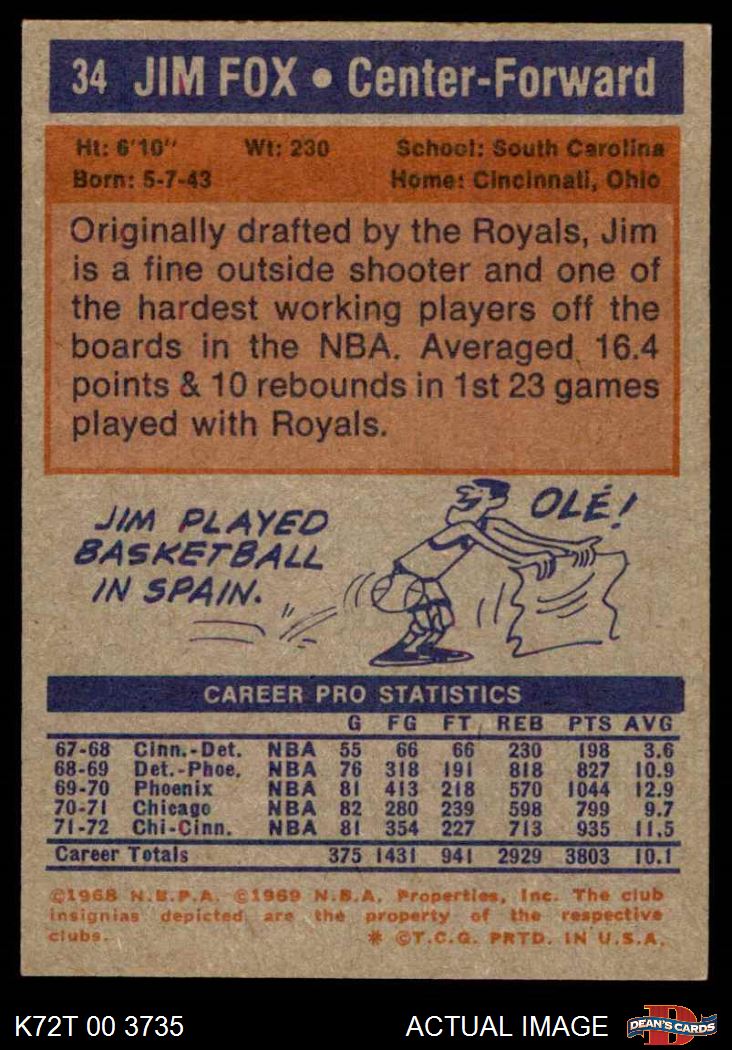 34 JIM FOX • Center-Forward
Ht: 6'10" Wt: 230 School: South Carolina
Born: 5-7-43 Home: Cincinnati, Ohio
Originally drafted by the Royals, Jim
is a fine outside shooter and one of
the hardest working players off the
boards in the NBA. Averaged 16.4
points & 10 rebounds in 1st 23 games
played with Royals.
JIM PLAYED
BASKETBALL
IN SPAIN.
OLÉ!
CAREER PRO STATISTICS
G FG FT REB PTS AVG
67-68 Cinn.-Det. NBA 55 66 66 230 198 3.6
68-69 Det.-Phoe. NBA 76 318 191 818 827 10.9
69-70 Phoenix NBA 81 413 218 570 1044 12.9
70-71 Chicago NBA 82 280 239 598 799 9.7
71-72 Chi-Cinn. NBA 81 354 227 713 935 11.5
Career Totals 375 1431 941 2929 3803 10.1
©1968 N.B.P.A. ©1969 N.B.A. Properties, Inc. The club
insignias depicted are the property of the respective
clubs. * ©T.C.G. PRTD. IN U.S.A.
K72T 00 3735 ACTUAL IMAGE
D
DEAN'S CARDS